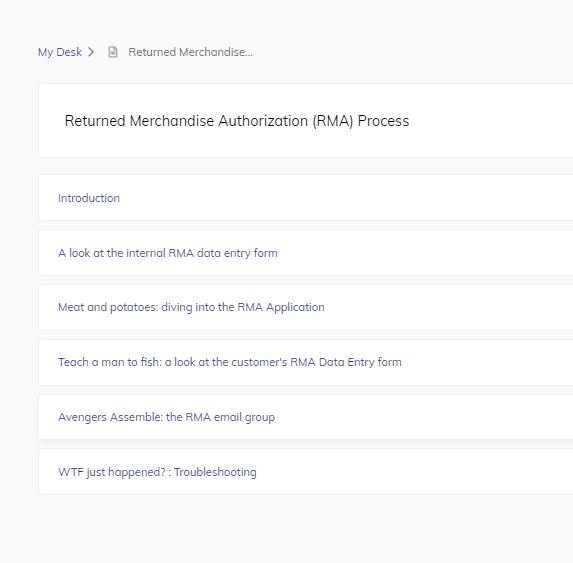 My Desk > Returned Merchandise...
Returned Merchandise Authorization (RMA) Process
Introduction
A look at the internal RMA data entry form
Meat and potatoes: diving into the RMA Application
Teach a man to fish: a look at the customer's RMA Data Entry form
Avengers Assemble: the RMA email group
WTF just happened? : Troubleshooting